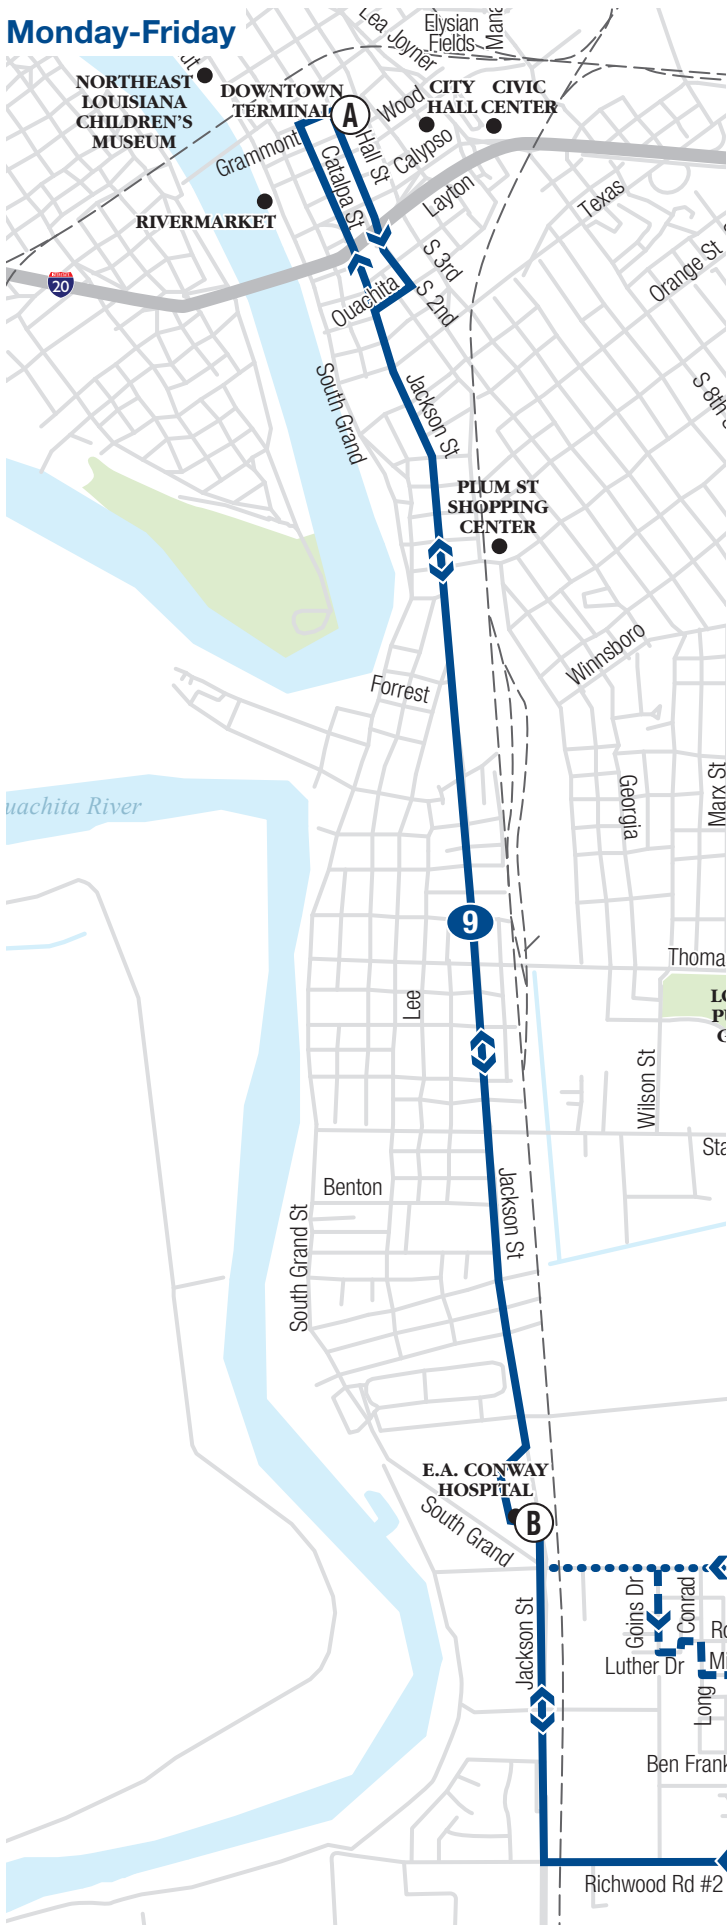 Monday-Friday
Lea Joyner
Elysian
Fields
NORTHEAST
LOUISIANA
CHILDREN'S
MUSEUM
DOWNTOWN
TERMINAL
A
Wood
CITY
HALL
CIVIC
CENTER
Grammont
Hall St
Calypso
Catalpa St
Layton
Texas
RIVERMARKET
S 3rd
Orange St
20
Ouachita
S 2nd
South Grand
Jackson St
S 8th
PLUM ST
SHOPPING
CENTER
Winnsboro
Forrest
Georgia
Marx St
uachita River
9
Thoma
Lee
Wilson St
Sta
Benton
Jackson St
South Grand St
E.A. CONWAY
HOSPITAL
B
South Grand
Goins Dr
Conrad
Jackson St
Luther Dr
Long
Ben Frank
Richwood Rd #2